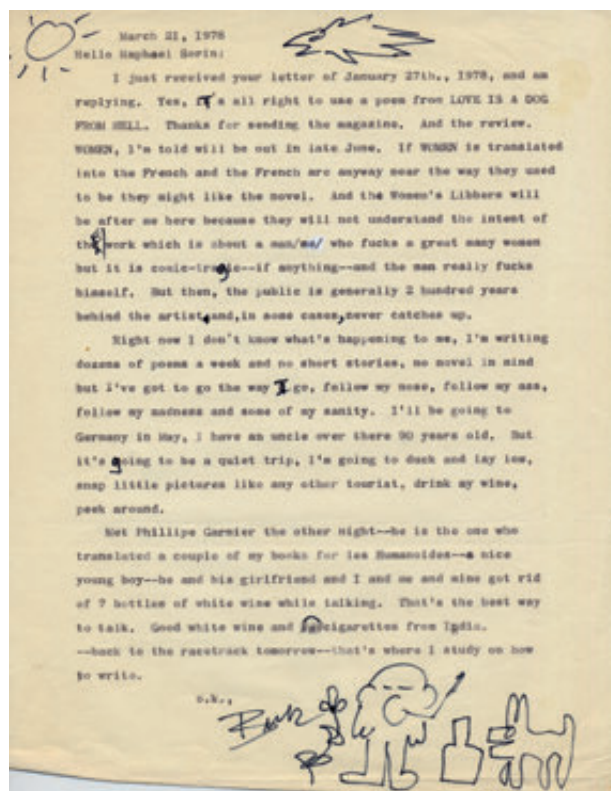 March 21, 1978
Hello Raphael Sorin:
I just received your letter of January 27th., 1978, and am
replying. Yes, it's all right to use a poem from LOVE IS A DOG
FROM HELL. Thanks for sending the magazine. And the review.
WOMEN, I'm told will be out in late June. If WOMEN is translated
into the French and the French are anyway near the way they used
to be they might like the novel. And the Women's Libbers will
be after me here because they will not understand the intent of
the work which is about a man/me/ who fucks a great many women
but it is comic-tragic--if anything--and the man really fucks
himself. But then, the public is generally 2 hundred years
behind the artist, and, in some cases, never catches up.
Right now I don't know what's happening to me, I'm writing
dozens of poems a week and no short stories, no novel in mind
but I've got to go the way I go, follow my nose, follow my ass,
follow my madness and some of my sanity. I'll be going to
Germany in May, I have an uncle over there 90 years old. But
it's going to be a quiet trip, I'm going to duck and lay low,
snap little pictures like any other tourist, drink my wine,
peek around.
Met Phillipe Garnier the other night--he is the one who
translated a couple of my books for les Humanoides--a nice
young boy--he and his girlfriend and I and me and mine got rid
of 7 bottles of white wine while talking. That's the best way
to talk. Good white wine and cigarettes from India.
--back to the racetrack tomorrow--that's where I study on how
to write.
o.k.,
Buk